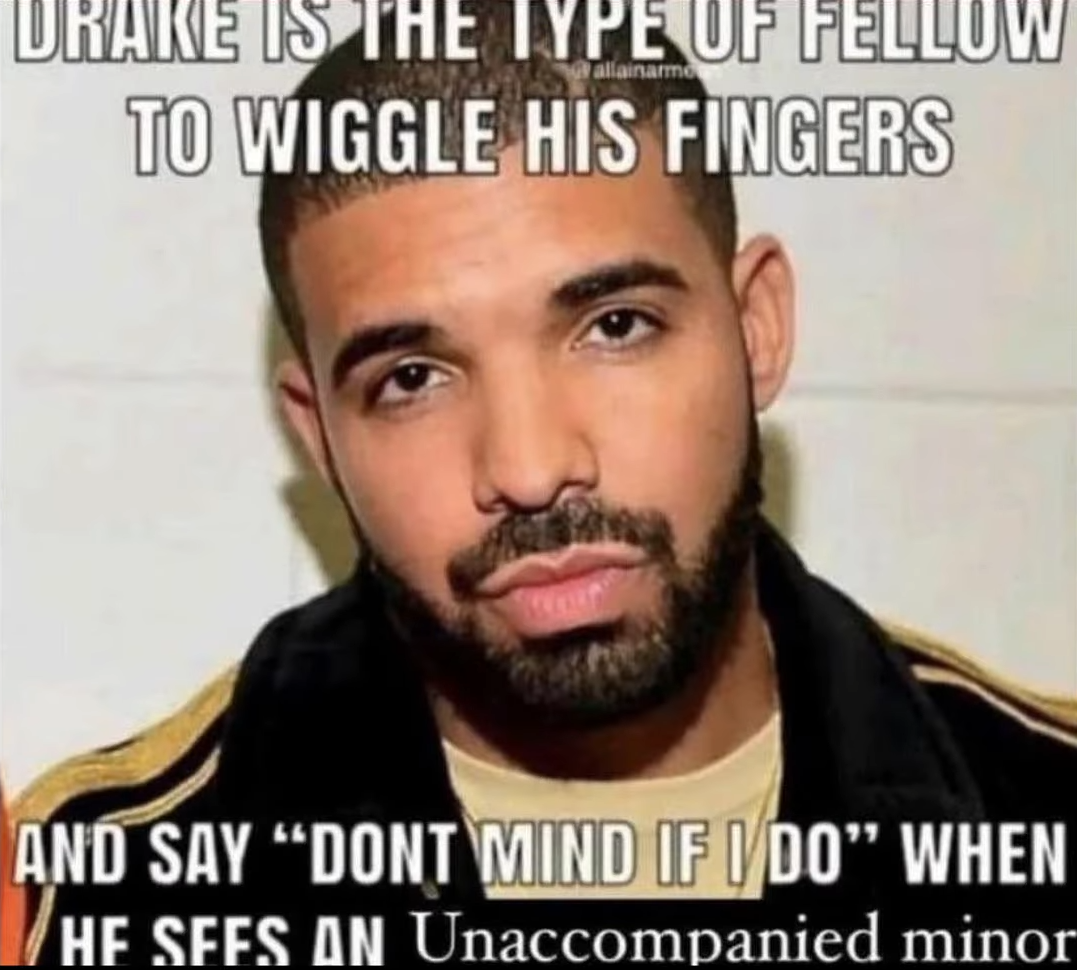 DRAKE IS THE TYPE OF FELLOW
@allainarme
TO WIGGLE HIS FINGERS
AND SAY “DONT MIND IF I DO” WHEN
HE SEES AN Unaccompanied minor